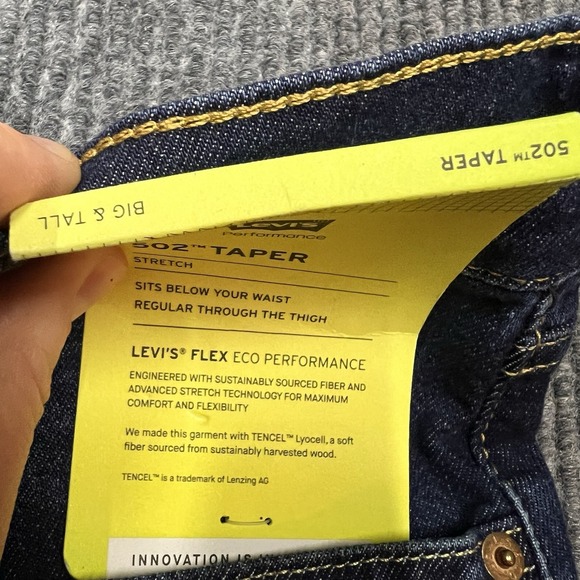 502™ TAPER
BIG & TALL
LEVI'S
Performance
502™ TAPER
STRETCH
SITS BELOW YOUR WAIST
REGULAR THROUGH THE THIGH
LEVI'S® FLEX ECO PERFORMANCE
ENGINEERED WITH SUSTAINABLY SOURCED FIBER AND
ADVANCED STRETCH TECHNOLOGY FOR MAXIMUM
COMFORT AND FLEXIBILITY
We made this garment with TENCEL™ Lyocell, a soft
fiber sourced from sustainably harvested wood.
TENCEL™ is a trademark of Lenzing AG
INNOVATION IS